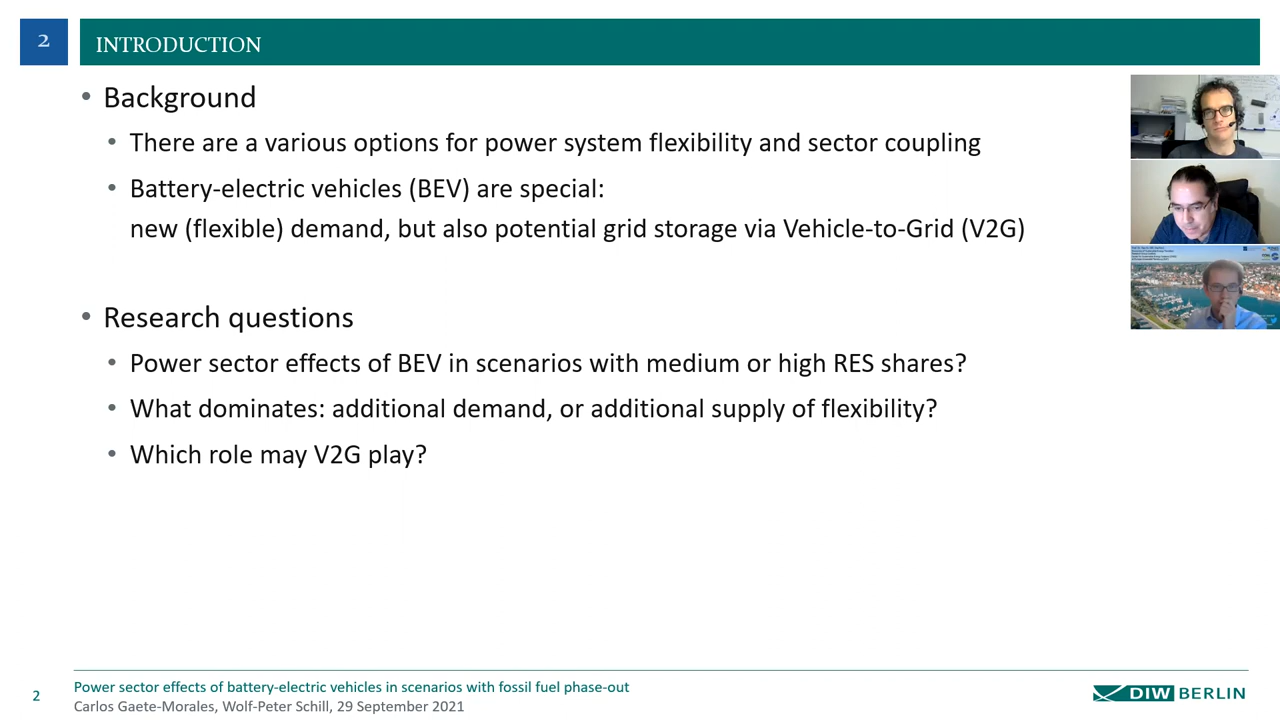 2
INTRODUCTION
• Background
• There are a various options for power system flexibility and sector coupling
• Battery-electric vehicles (BEV) are special:
new (flexible) demand, but also potential grid storage via Vehicle-to-Grid (V2G)
• Research questions
• Power sector effects of BEV in scenarios with medium or high RES shares?
• What dominates: additional demand, or additional supply of flexibility?
• Which role may V2G play?
2
Power sector effects of battery-electric vehicles in scenarios with fossil fuel phase-out
Carlos Gaete-Morales, Wolf-Peter Schill, 29 September 2021
DIW BERLIN